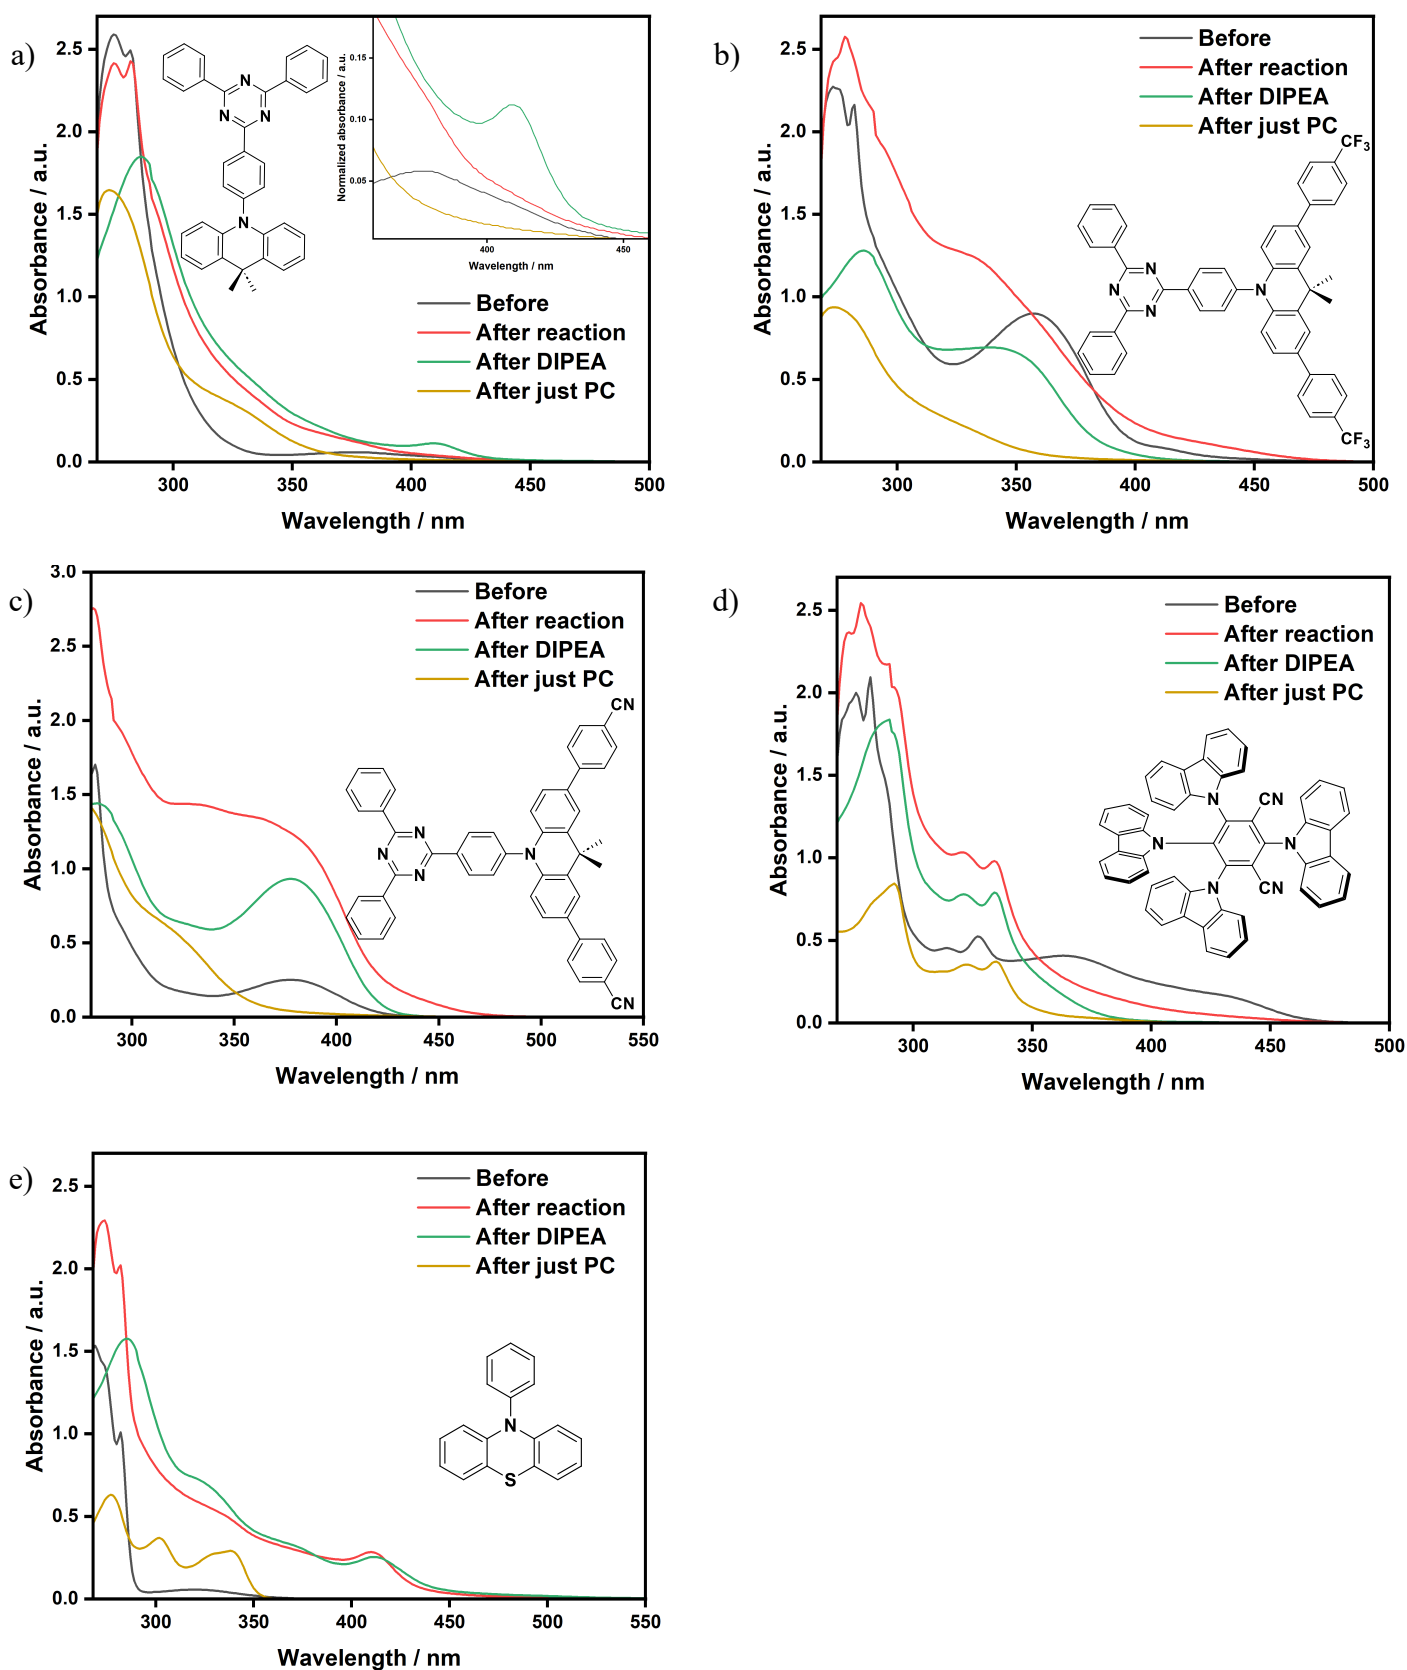 a)
Absorbance / a.u.
2.5
2.0
1.5
1.0
0.5
0.0
300
350
400
450
500
Wavelength / nm
N
N
N
N
Normalized absorbance / a.u.
0.15
0.10
0.05
400
450
Wavelength / nm
Before
After reaction
After DIPEA
After just PC
b)
Absorbance / a.u.
2.5
2.0
1.5
1.0
0.5
0.0
300
350
400
450
500
Wavelength / nm
Before
After reaction
After DIPEA
After just PC
CF3
N
N
N
N
CF3
c)
Absorbance / a.u.
3.0
2.5
2.0
1.5
1.0
0.5
0.0
300
350
400
450
500
550
Wavelength / nm
Before
After reaction
After DIPEA
After just PC
CN
N
N
N
N
CN
d)
Absorbance / a.u.
2.5
2.0
1.5
1.0
0.5
0.0
300
350
400
450
500
Wavelength / nm
Before
After reaction
After DIPEA
After just PC
N
CN
N
N
N
CN
e)
Absorbance / a.u.
2.5
2.0
1.5
1.0
0.5
0.0
300
350
400
450
500
550
Wavelength / nm
Before
After reaction
After DIPEA
After just PC
N
S